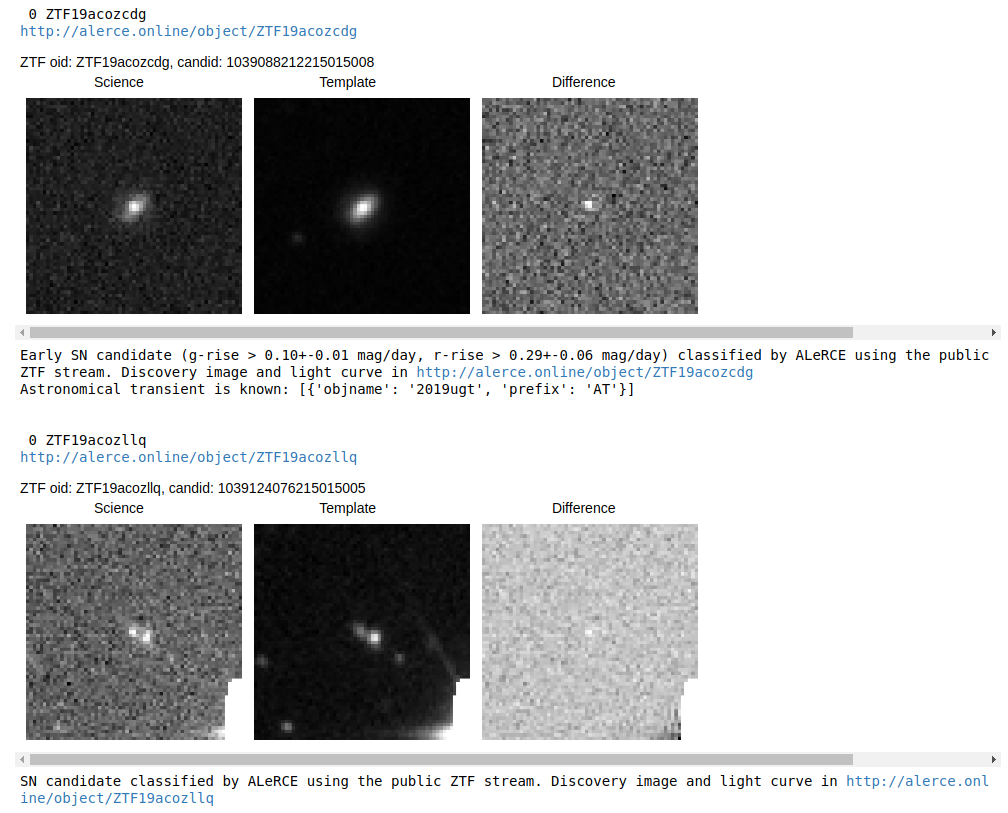 0 ZTF19acozcdg
http://alerce.online/object/ZTF19acozcdg
ZTF oid: ZTF19acozcdg, candid: 1039088212215015008
Science Template Difference
Early SN candidate (g-rise > 0.10+-0.01 mag/day, r-rise > 0.29+-0.06 mag/day) classified by ALeRCE using the public
ZTF stream. Discovery image and light curve in http://alerce.online/object/ZTF19acozcdg
Astronomical transient is known: [{'objname': '2019ugt', 'prefix': 'AT'}]
0 ZTF19acozllq
http://alerce.online/object/ZTF19acozllq
ZTF oid: ZTF19acozllq, candid: 1039124076215015005
Science Template Difference
SN candidate classified by ALeRCE using the public ZTF stream. Discovery image and light curve in http://alerce.onl
ine/object/ZTF19acozllq